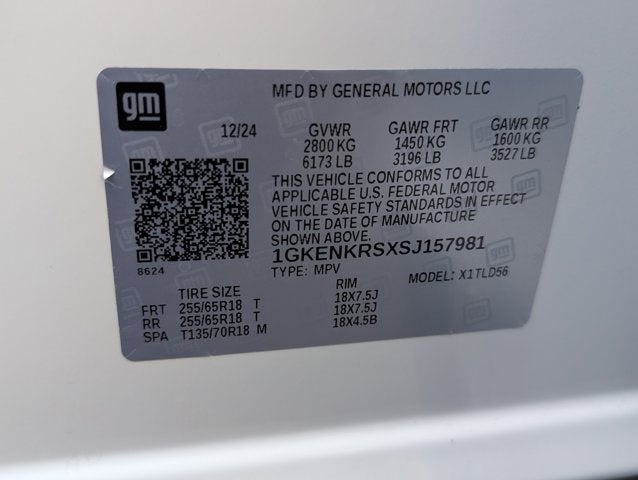 gm
MFD BY GENERAL MOTORS LLC
12/24 GVWR GAWR FRT GAWR RR
2800 KG 1450 KG 1600 KG
6173 LB 3196 LB 3527 LB
THIS VEHICLE CONFORMS TO ALL
APPLICABLE U.S. FEDERAL MOTOR
VEHICLE SAFETY STANDARDS IN EFFECT
ON THE DATE OF MANUFACTURE
SHOWN ABOVE.
1GKENKRSXSJ157981
8624
TYPE: MPV MODEL: X1TLD56
TIRE SIZE RIM
FRT 255/65R18 T 18X7.5J
RR 255/65R18 T 18X7.5J
SPA T135/70R18 M 18X4.5B